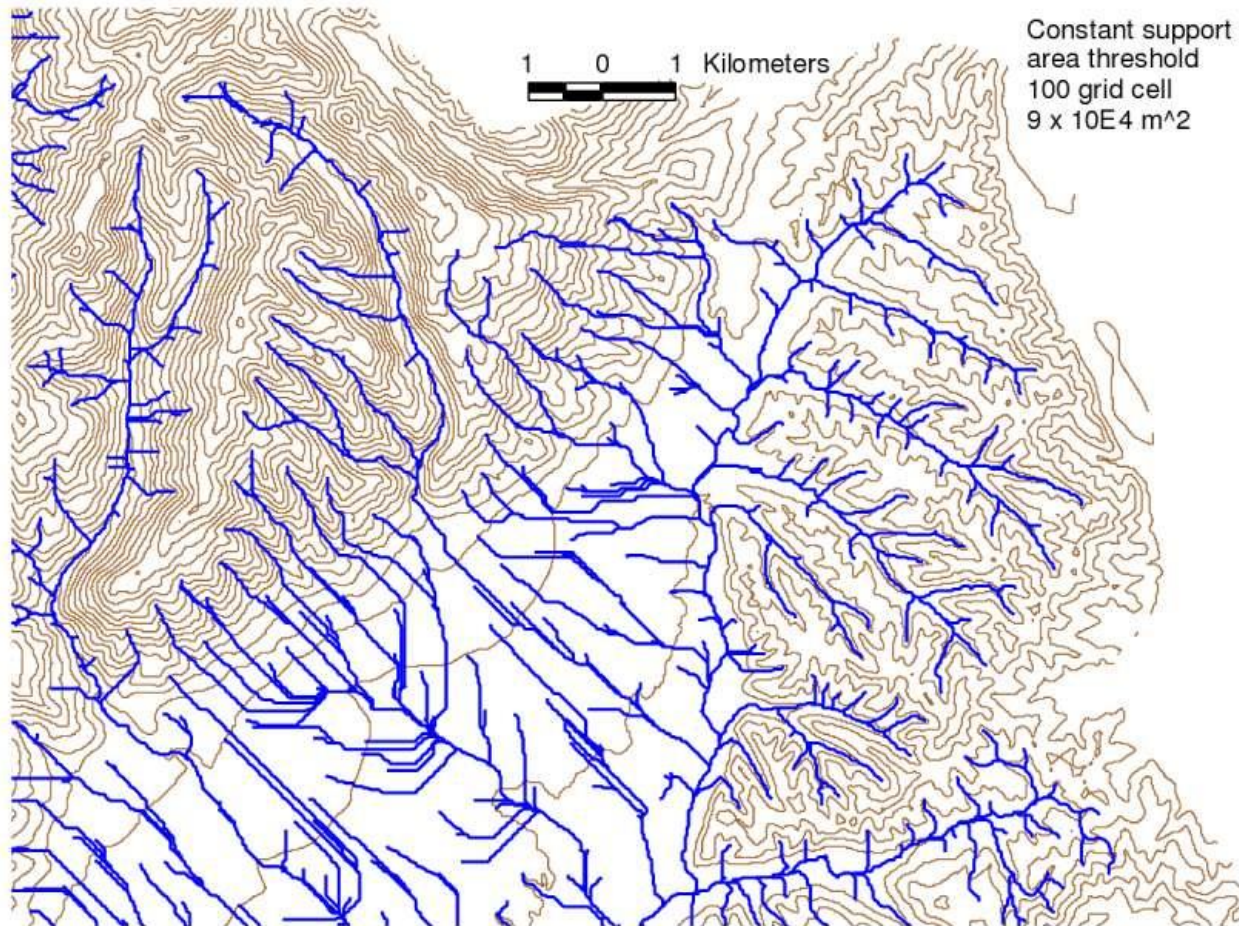 1 0 1 Kilometers
Constant support
area threshold
100 grid cell
9 x 10E4 m^2